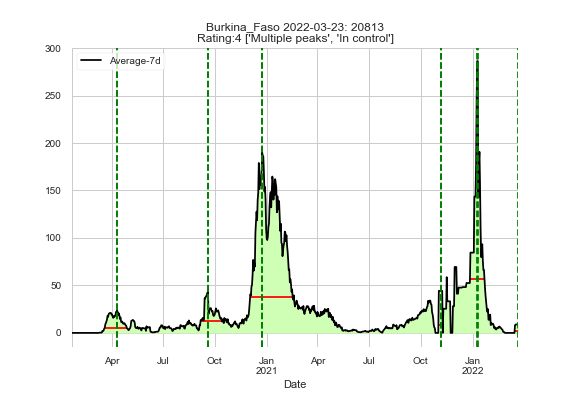 Burkina_Faso 2022-03-23: 20813
Rating:4 ['Multiple peaks', 'In control']
300
Average-7d
250
200
150
100
50
0
Apr Jul Oct Jan Apr Jul Oct Jan
2021 2022
Date